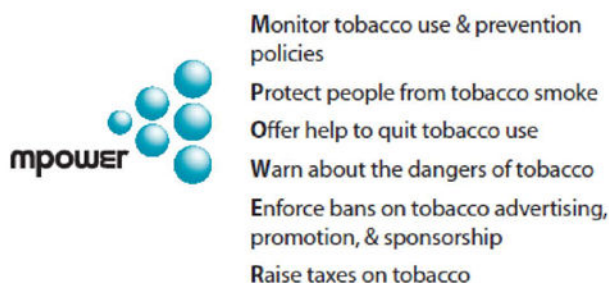 mpower
Monitor tobacco use & prevention
policies
Protect people from tobacco smoke
Offer help to quit tobacco use
Warn about the dangers of tobacco
Enforce bans on tobacco advertising,
promotion, & sponsorship
Raise taxes on tobacco